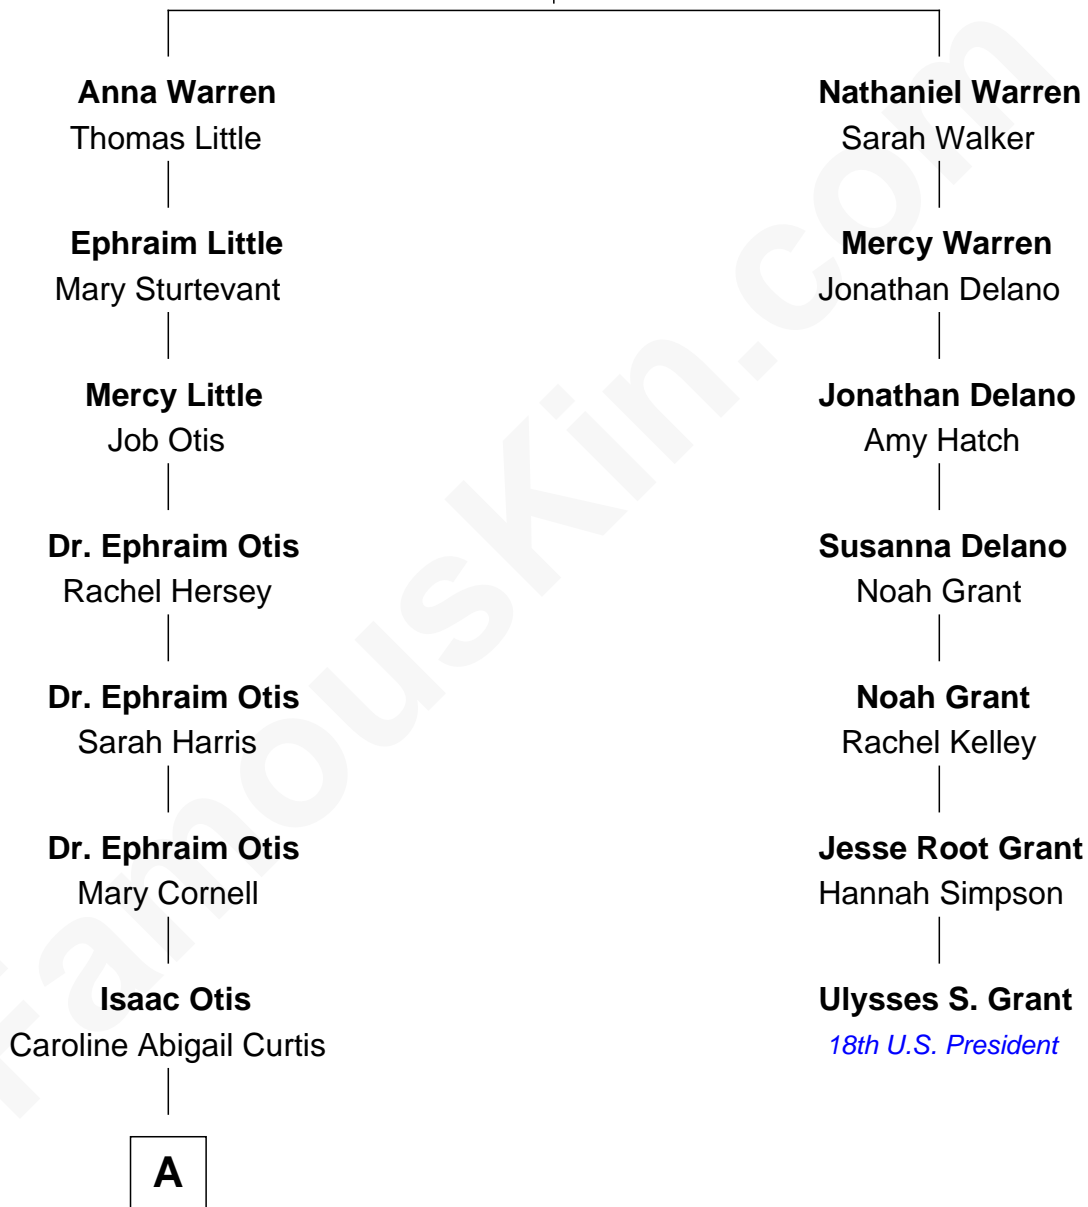 Anna Warren
Thomas Little
Ephraim Little
Mary Sturtevant
Mercy Little
Job Otis
Dr. Ephraim Otis
Rachel Hersey
Dr. Ephraim Otis
Sarah Harris
Dr. Ephraim Otis
Mary Cornell
Isaac Otis
Caroline Abigail Curtis
A
Nathaniel Warren
Sarah Walker
Mercy Warren
Jonathan Delano
Jonathan Delano
Amy Hatch
Susanna Delano
Noah Grant
Noah Grant
Rachel Kelley
Jesse Root Grant
Hannah Simpson
Ulysses S. Grant
18th U.S. President
FamousKin.com